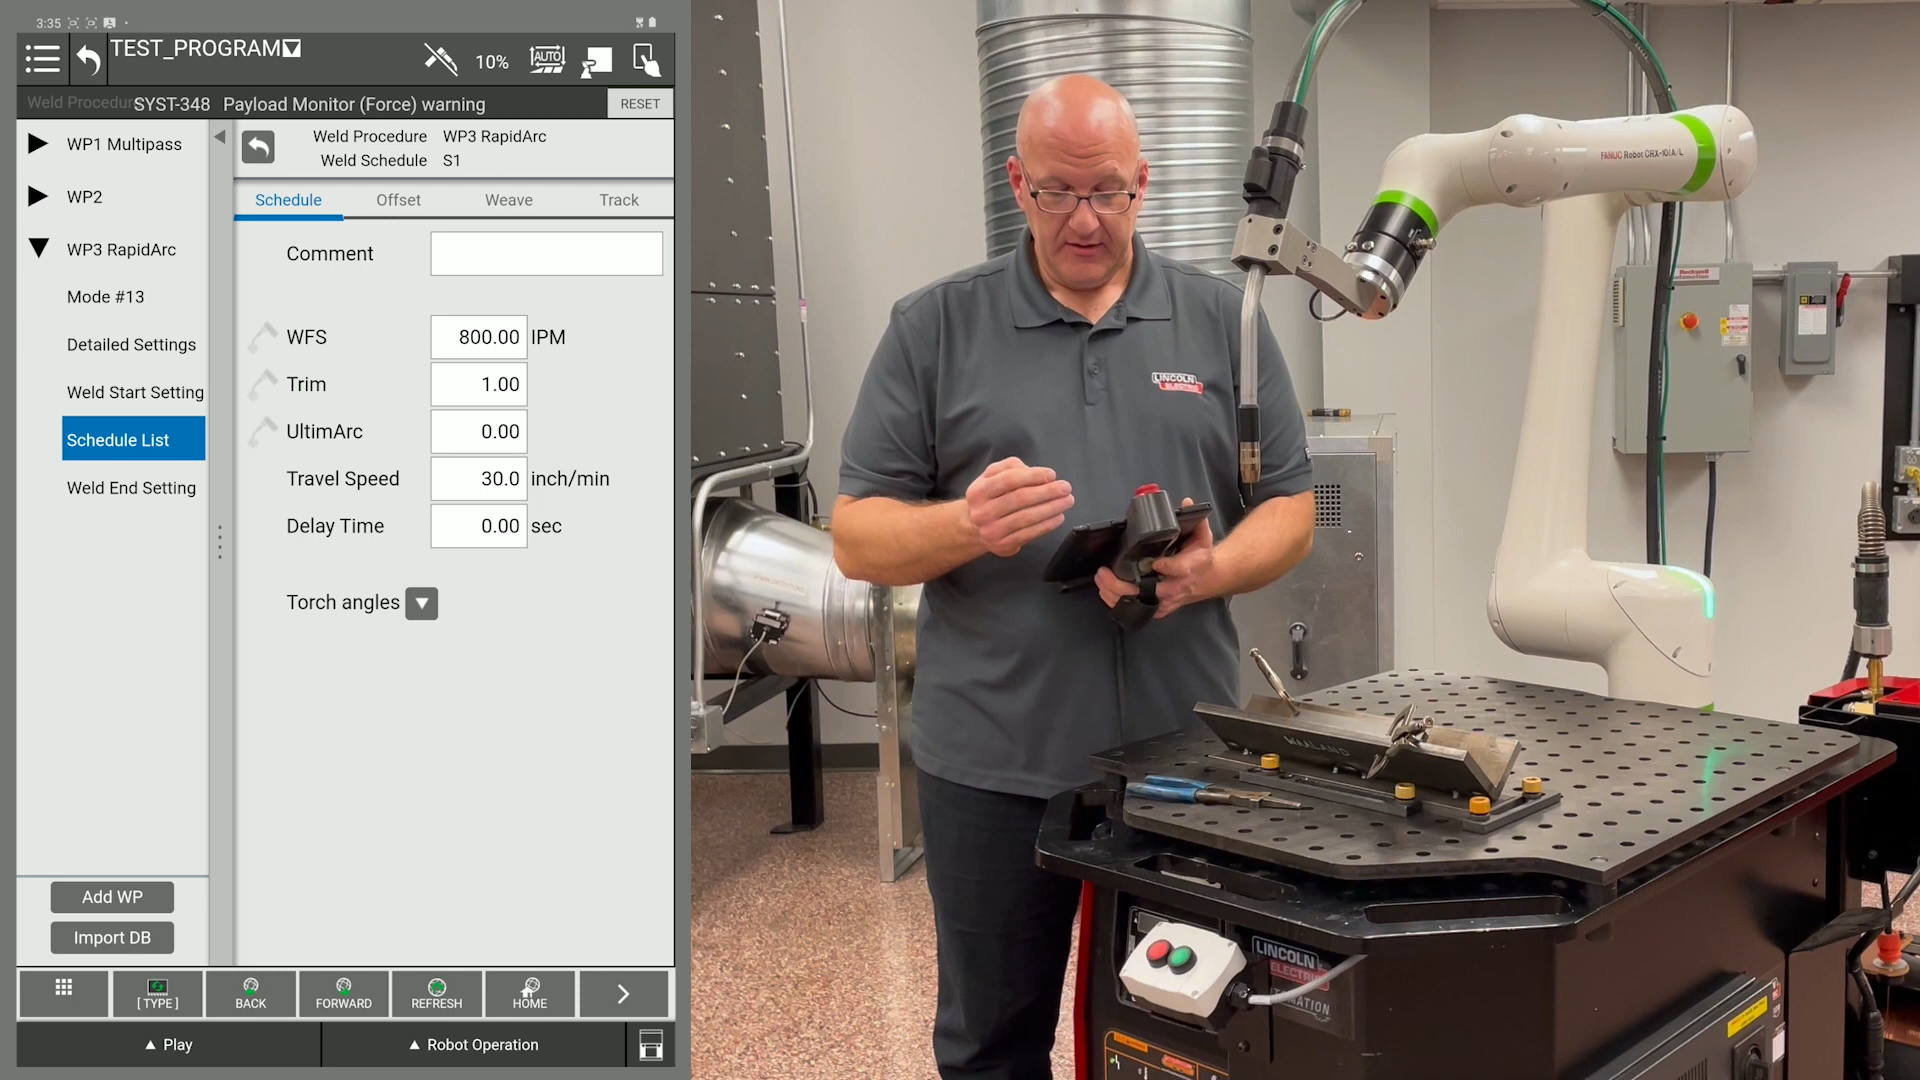 3:35
TEST_PROGRAM
10%
AUTO
Weld Procedur
SYST-348 Payload Monitor (Force) warning
RESET
WP1 Multipass
WP2
WP3 RapidArc
Mode #13
Detailed Settings
Weld Start Setting
Schedule List
Weld End Setting
Add WP
Import DB
Weld Procedure WP3 RapidArc
Weld Schedule S1
Schedule Offset Weave Track
Comment
WFS 800.00 IPM
Trim 1.00
UltimArc 0.00
Travel Speed 30.0 inch/min
Delay Time 0.00 sec
Torch angles
[ TYPE ] BACK FORWARD REFRESH HOME
Play Robot Operation
FANUC Robot CRX-10iA/L
LINCOLN
ELECTRIC
WAALAND
LINCOLN
ELECTRIC